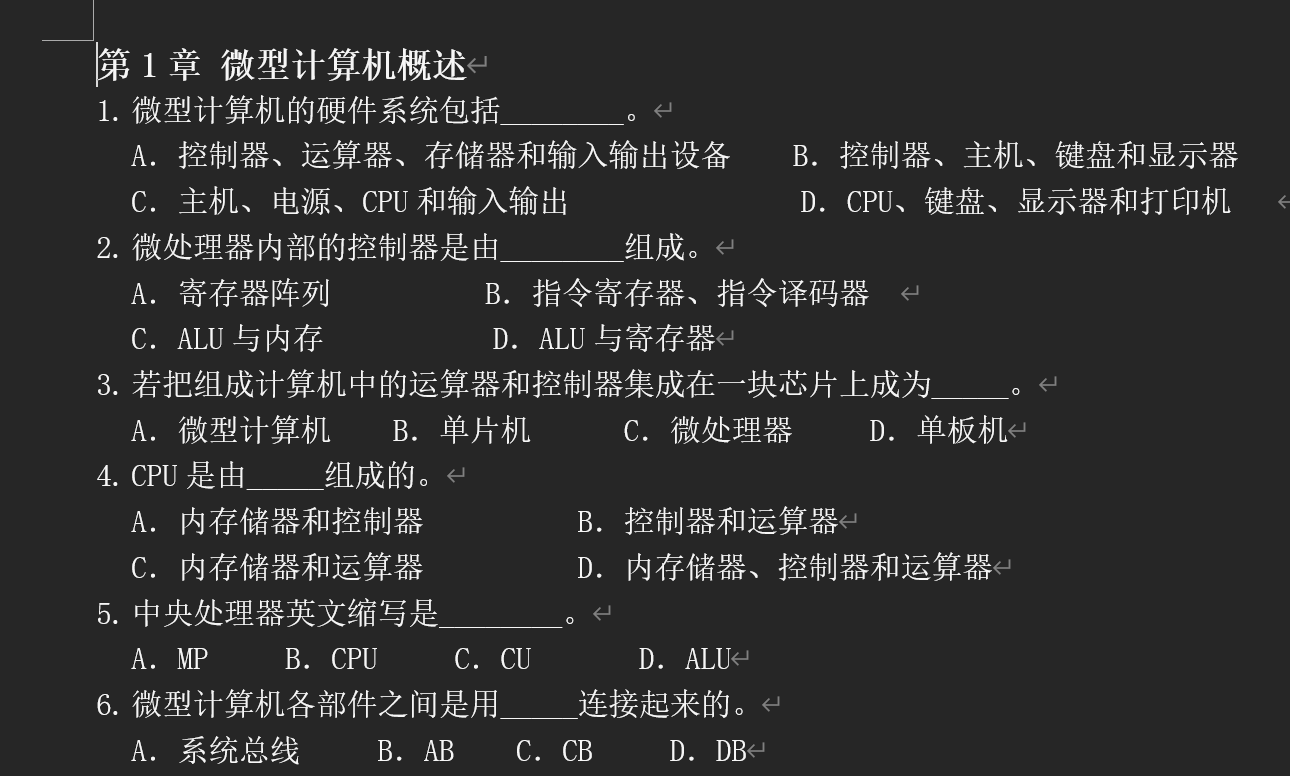 第 1 章 微型计算机概述
1. 微型计算机的硬件系统包括________。
A. 控制器、运算器、存储器和输入输出设备 B. 控制器、主机、键盘和显示器
C. 主机、电源、CPU 和输入输出 D. CPU、键盘、显示器和打印机
2. 微处理器内部的控制器是由________组成。
A. 寄存器阵列 B. 指令寄存器、指令译码器
C. ALU 与内存 D. ALU 与寄存器
3. 若把组成计算机中的运算器和控制器集成在一块芯片上成为_____。
A. 微型计算机 B. 单片机 C. 微处理器 D. 单板机
4. CPU 是由_____组成的。
A. 内存储器和控制器 B. 控制器和运算器
C. 内存储器和运算器 D. 内存储器、控制器和运算器
5. 中央处理器英文缩写是________。
A. MP B. CPU C. CU D. ALU
6. 微型计算机各部件之间是用_____连接起来的。
A. 系统总线 B. AB C. CB D. DB